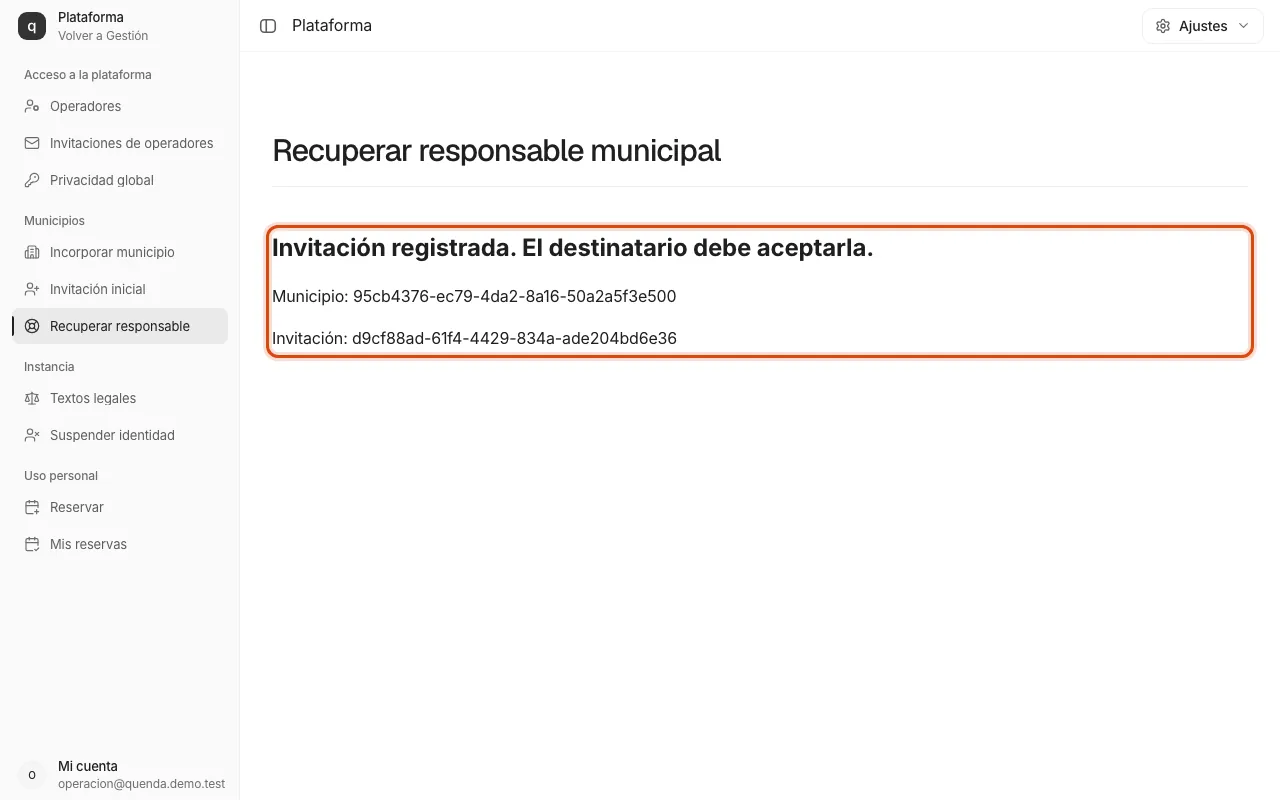 q
Plataforma
Volver a Gestión
Acceso a la plataforma
Operadores
Invitaciones de operadores
Privacidad global
Municipios
Incorporar municipio
Invitación inicial
Recuperar responsable
Instancia
Textos legales
Suspender identidad
Uso personal
Reservar
Mis reservas
O
Mi cuenta
operacion@quenda.demo.test
Plataforma
Ajustes
Recuperar responsable municipal
Invitación registrada. El destinatario debe aceptarla.
Municipio: 95cb4376-ec79-4da2-8a16-50a2a5f3e500
Invitación: d9cf88ad-61f4-4429-834a-ade204bd6e36